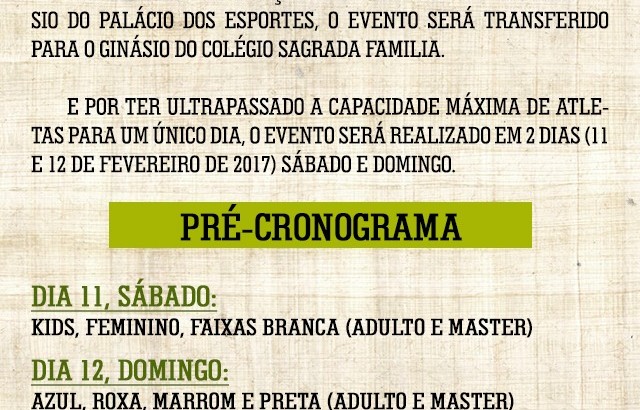 SIO DO PALÁCIO DOS ESPORTES, O EVENTO SERÁ TRANSFERIDO
PARA O GINÁSIO DO COLÉGIO SAGRADA FAMILIA.
E POR TER ULTRAPASSADO A CAPACIDADE MÁXIMA DE ATLE-
TAS PARA UM ÚNICO DIA, O EVENTO SERÁ REALIZADO EM 2 DIAS (11
E 12 DE FEVEREIRO DE 2017) SÁBADO E DOMINGO.
PRÉ-CRONOGRAMA
DIA 11, SÁBADO:
KIDS, FEMININO, FAIXAS BRANCA (ADULTO E MASTER)
DIA 12, DOMINGO:
AZUL, ROXA, MARROM E PRETA (ADULTO E MASTER)